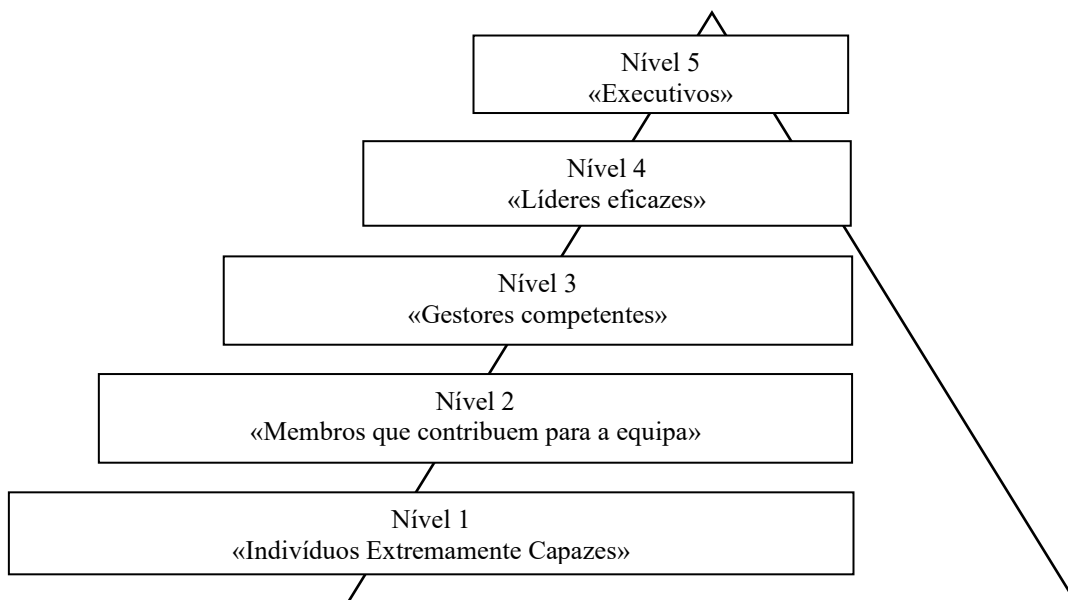 Nível 5
«Executivos»
Nível 4
«Líderes eficazes»
Nível 3
«Gestores competentes»
Nível 2
«Membros que contribuem para a equipa»
Nível 1
«Indivíduos Extremamente Capazes»